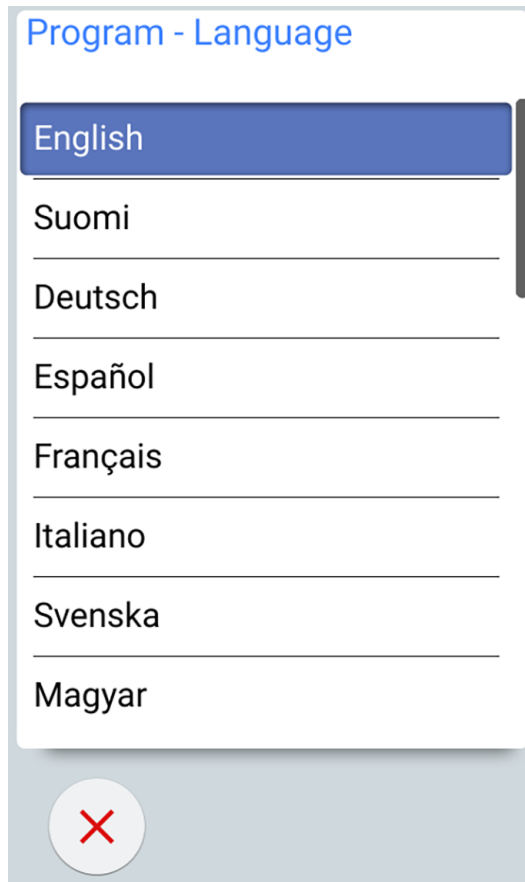 Program - Language
English
Suomi
Deutsch
Español
Français
Italiano
Svenska
Magyar